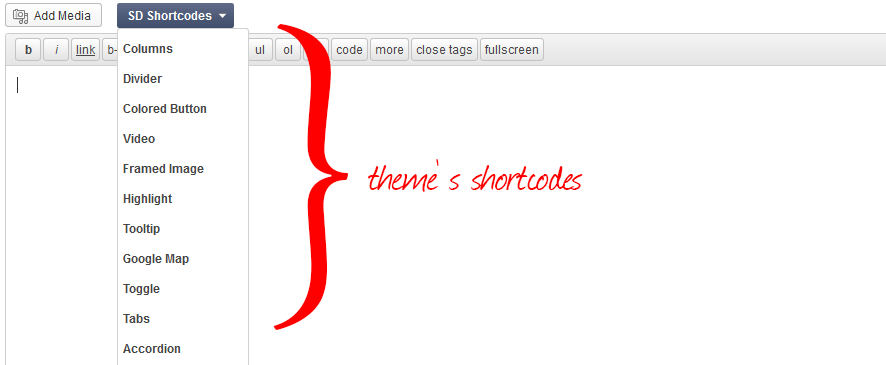 Add Media SD Shortcodes
b i link b- ul ol code more close tags fullscreen
Columns
Divider
Colored Button
Video
Framed Image
theme's shortcodes
Highlight
Tooltip
Google Map
Toggle
Tabs
Accordion